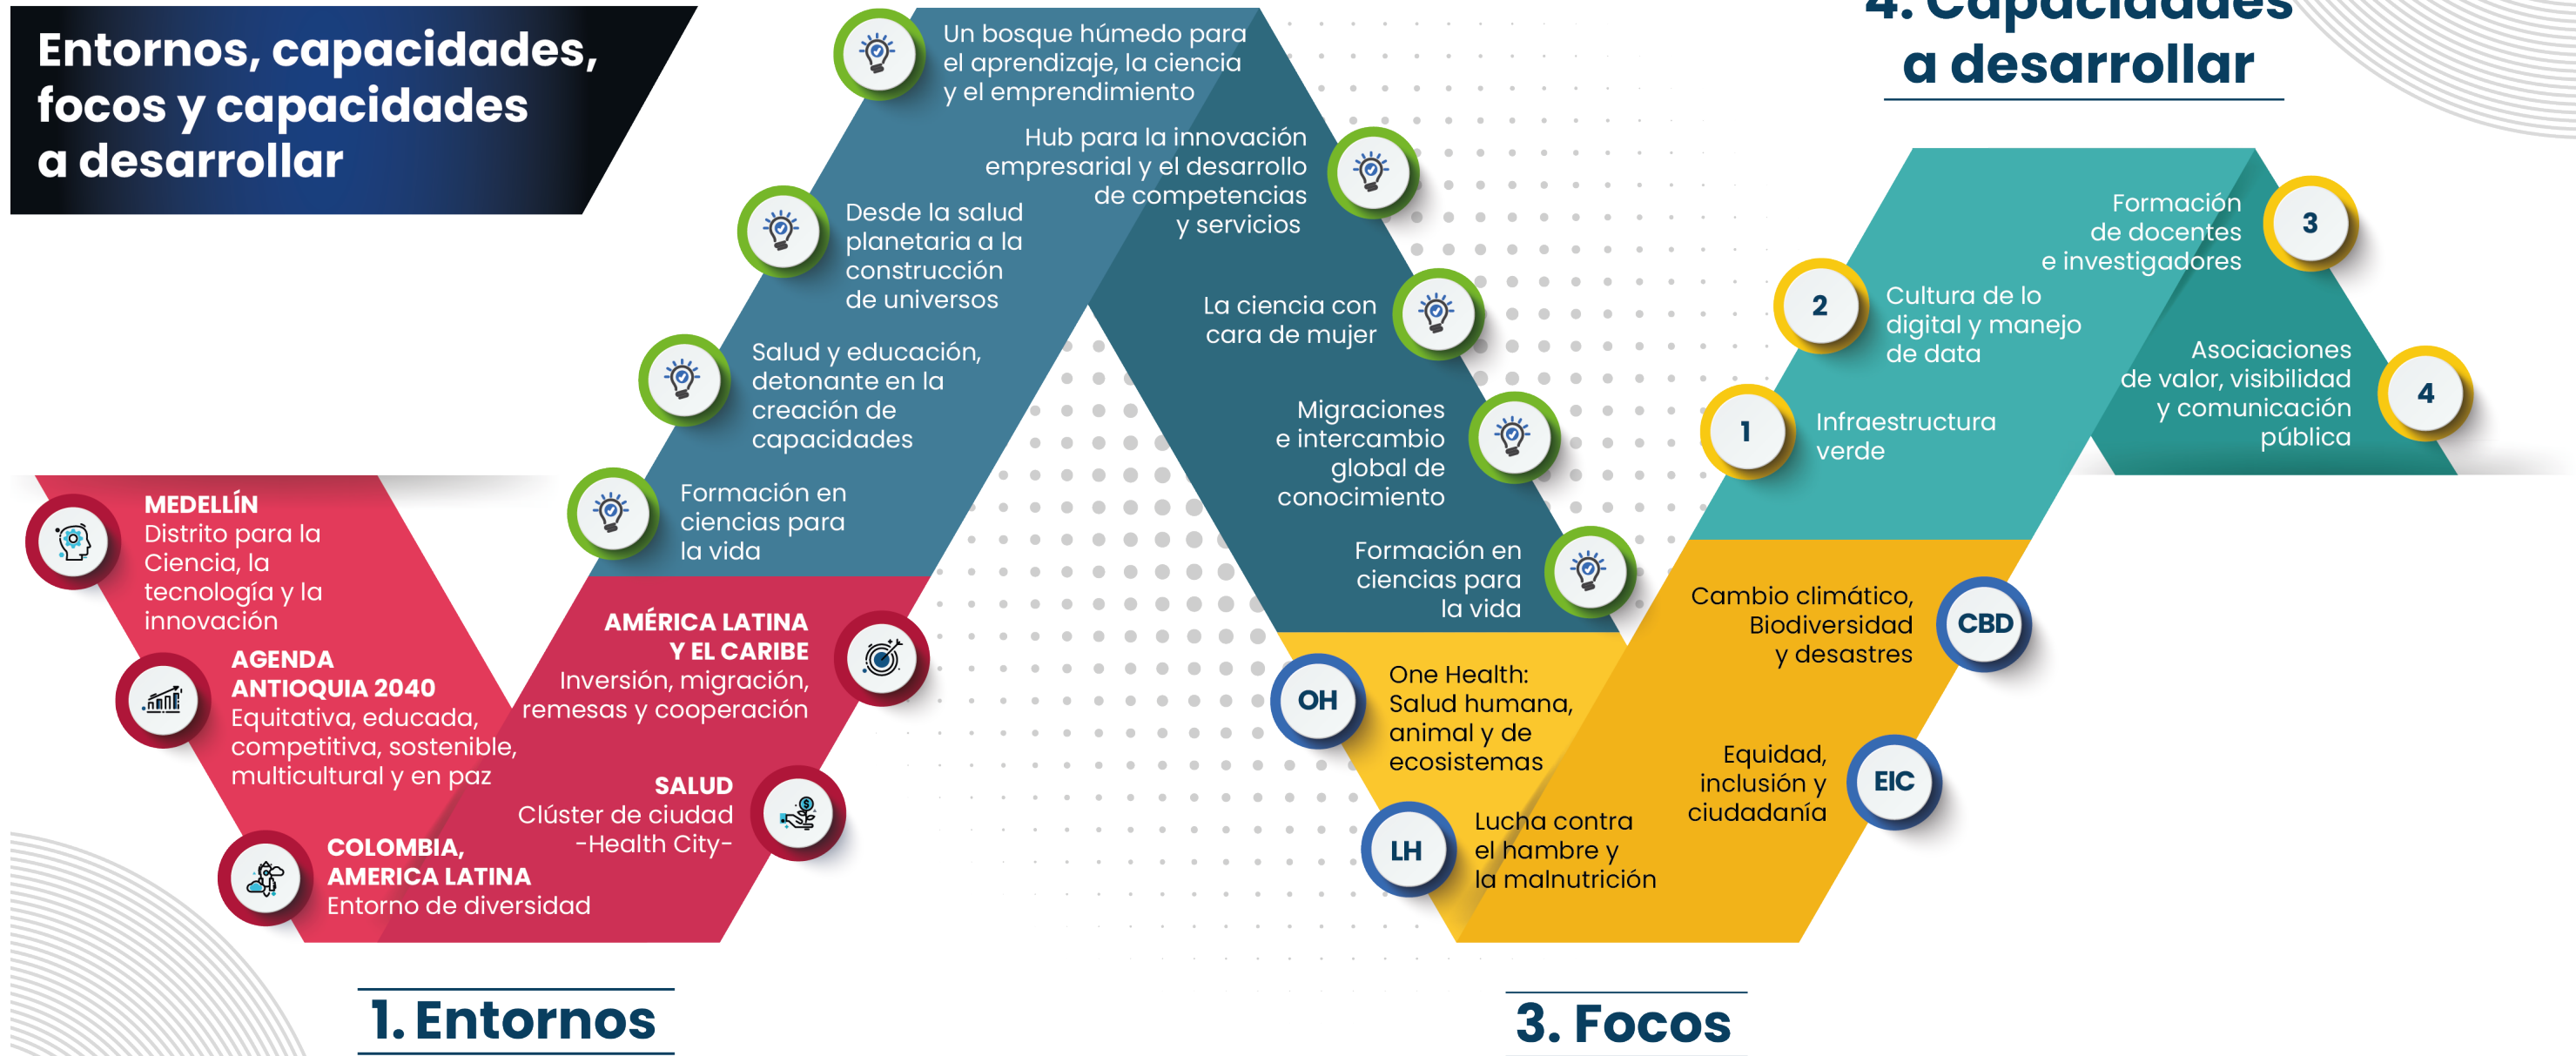 Entornos, capacidades,
focos y capacidades
a desarrollar
MEDELLÍN
Distrito para la
Ciencia, la
tecnología y la
innovación
AGENDA
ANTIOQUIA 2040
Equitativa, educada,
competitiva, sostenible,
multicultural y en paz
COLOMBIA,
AMERICA LATINA
Entorno de diversidad
AMÉRICA LATINA
Y EL CARIBE
Inversión, migración,
remesas y cooperación
SALUD
Clúster de ciudad
-Health City-
1. Entornos
Formación en
ciencias para
la vida
Salud y educación,
detonante en la
creación de
capacidades
Desde la salud
planetaria a la
construcción
de universos
Un bosque húmedo para
el aprendizaje, la ciencia
y el emprendimiento
Hub para la innovación
empresarial y el desarrollo
de competencias
y servicios
La ciencia con
cara de mujer
Migraciones
e intercambio
global de
conocimiento
Formación en
ciencias para
la vida
OH
One Health:
Salud humana,
animal y de
ecosistemas
LH
Lucha contra
el hambre y
la malnutrición
Cambio climático,
Biodiversidad
y desastres
CBD
Equidad,
inclusión y
ciudadanía
EIC
3. Focos
4. Capacidades
a desarrollar
1
Infraestructura
verde
2
Cultura de lo
digital y manejo
de data
Formación
de docentes
e investigadores
3
Asociaciones
de valor, visibilidad
y comunicación
pública
4